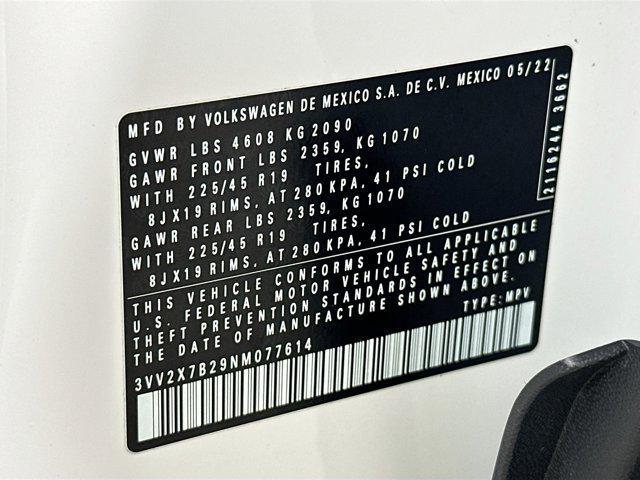 MFD BY VOLKSWAGEN DE MEXICO S.A. DE C.V. MEXICO 05/22
GVWR LBS 4608 KG 2090
GAWR FRONT LBS 2359, KG 1070
WITH 225/45 R19 TIRES,
8JX19 RIMS, AT 280 KPA, 41 PSI COLD
GAWR REAR LBS 2359, KG 1070
WITH 225/45 R19 TIRES,
8JX19 RIMS, AT 280 KPA, 41 PSI COLD
THIS VEHICLE CONFORMS TO ALL APPLICABLE
U.S. FEDERAL MOTOR VEHICLE SAFETY AND
THEFT PREVENTION STANDARDS IN EFFECT ON
THE DATE OF MANUFACTURE SHOWN ABOVE.
TYPE: MPV
3VV2X7B29NM077614
2116244 3662